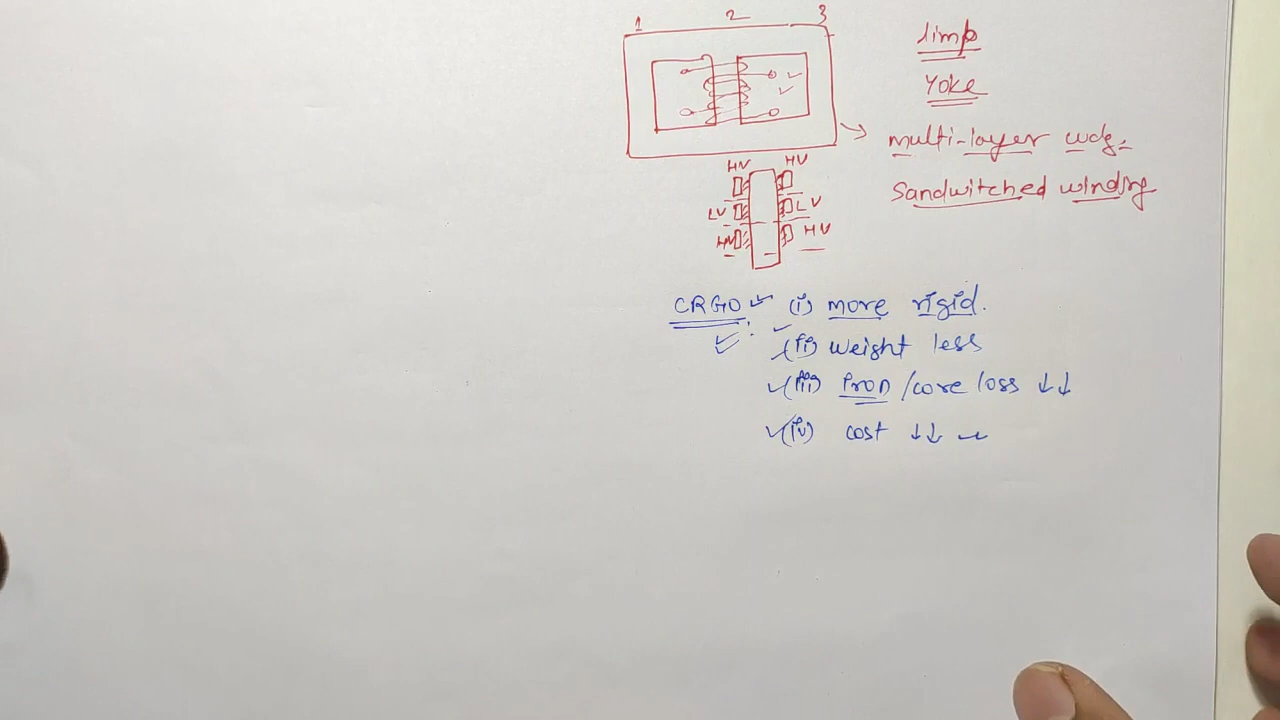 1 2 3
limp
Yoke
multi-layer wdg.
Sandwitched winding
HV HV
LV LV
HV HV
CRGO (i) more rigid.
(ii) weight less
(iii) Iron/core loss ↓↓
(iv) cost ↓↓